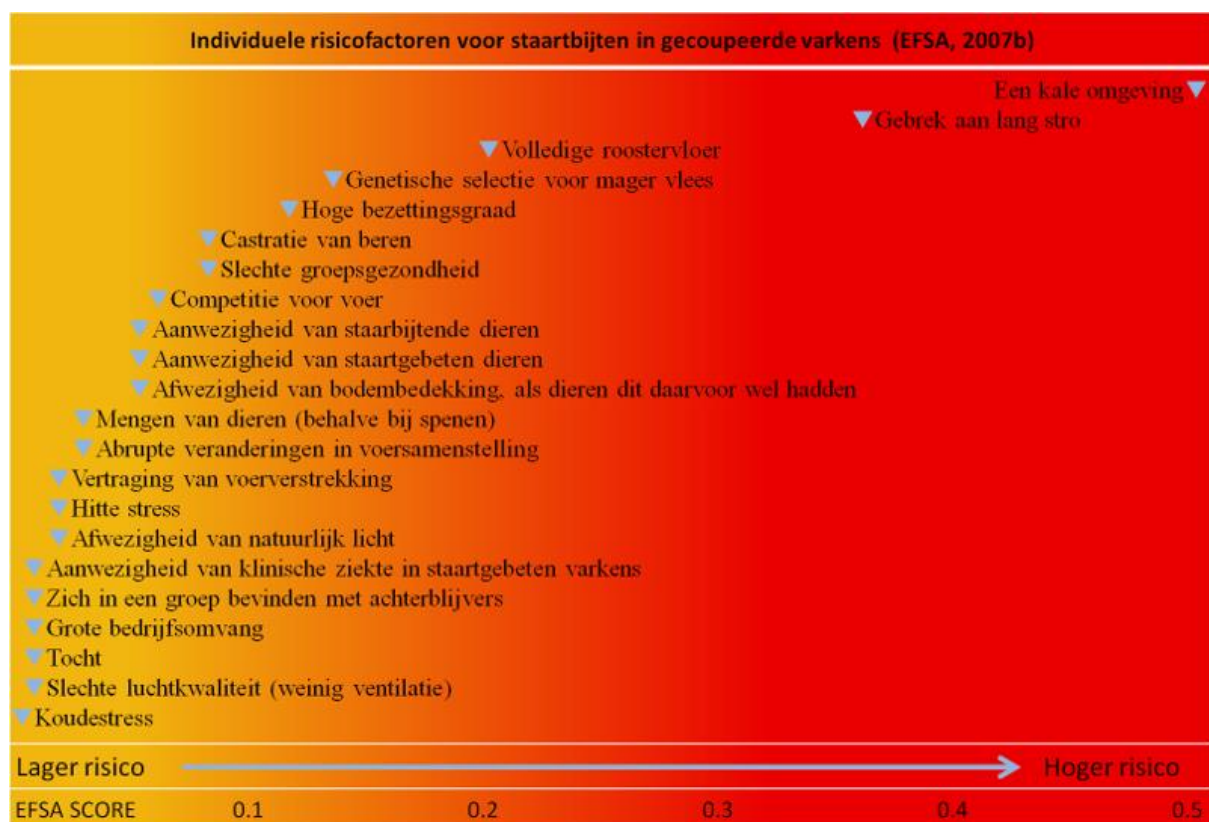 Individuele risicofactoren voor staartbijten in gecoupeerde varkens (EFSA, 2007b)
Een kale omgeving
Gebrek aan lang stro
Volledige roostervloer
Genetische selectie voor mager vlees
Hoge bezettingsgraad
Castratie van beren
Slechte groepsgezondheid
Competitie voor voer
Aanwezigheid van staarbijtende dieren
Aanwezigheid van staartgebeten dieren
Afwezigheid van bodembedekking, als dieren dit daarvoor wel hadden
Mengen van dieren (behalve bij spenen)
Abrupte veranderingen in voersamenstelling
Vertraging van voerverstrekking
Hitte stress
Afwezigheid van natuurlijk licht
Aanwezigheid van klinische ziekte in staartgebeten varkens
Zich in een groep bevinden met achterblijvers
Grote bedrijfsomvang
Tocht
Slechte luchtkwaliteit (weinig ventilatie)
Koudestress
Lager risico Hoger risico
EFSA SCORE 0.1 0.2 0.3 0.4 0.5